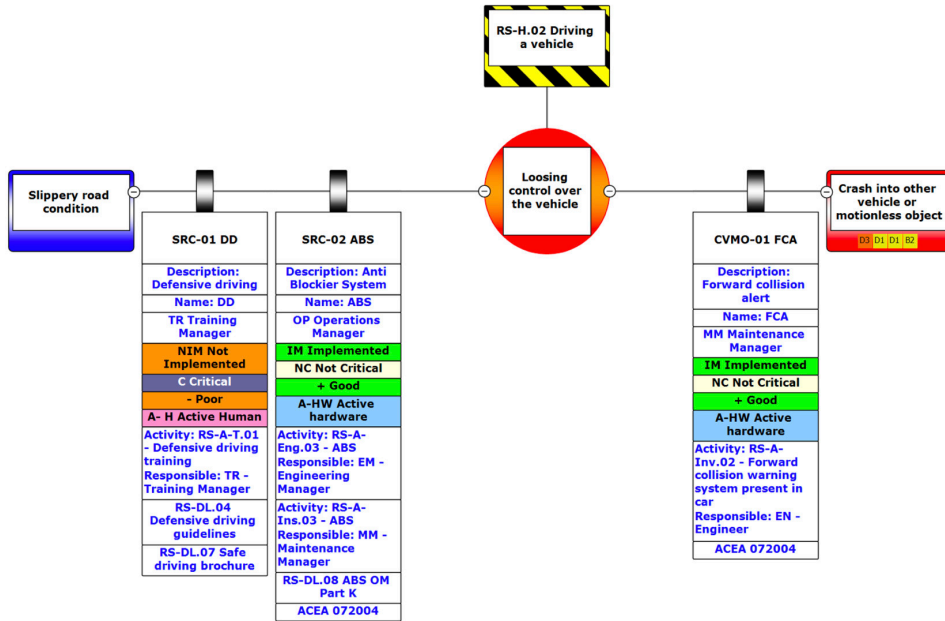 RS-H.02 Driving
a vehicle
Slippery road
condition
Loosing
control over
the vehicle
Crash into other
vehicle or
motionless object
D3 D1 D1 B2
SRC-01 DD
Description:
Defensive driving
Name: DD
TR Training
Manager
NIM Not
Implemented
C Critical
- Poor
A- H Active Human
Activity: RS-A-T.01
- Defensive driving
training
Responsible: TR -
Training Manager
RS-DL.04
Defensive driving
guidelines
RS-DL.07 Safe
driving brochure
SRC-02 ABS
Description: Anti
Blockier System
Name: ABS
OP Operations
Manager
IM Implemented
NC Not Critical
+ Good
A-HW Active
hardware
Activity: RS-A-
Eng.03 - ABS
Responsible: EM -
Engineering
Manager
Activity: RS-A-
Ins.03 - ABS
Responsible: MM -
Maintenance
Manager
RS-DL.08 ABS OM
Part K
ACEA 072004
CVMO-01 FCA
Description:
Forward collision
alert
Name: FCA
MM Maintenance
Manager
IM Implemented
NC Not Critical
+ Good
A-HW Active
hardware
Activity: RS-A-
Inv.02 - Forward
collision warning
system present in
car
Responsible: EN -
Engineer
ACEA 072004